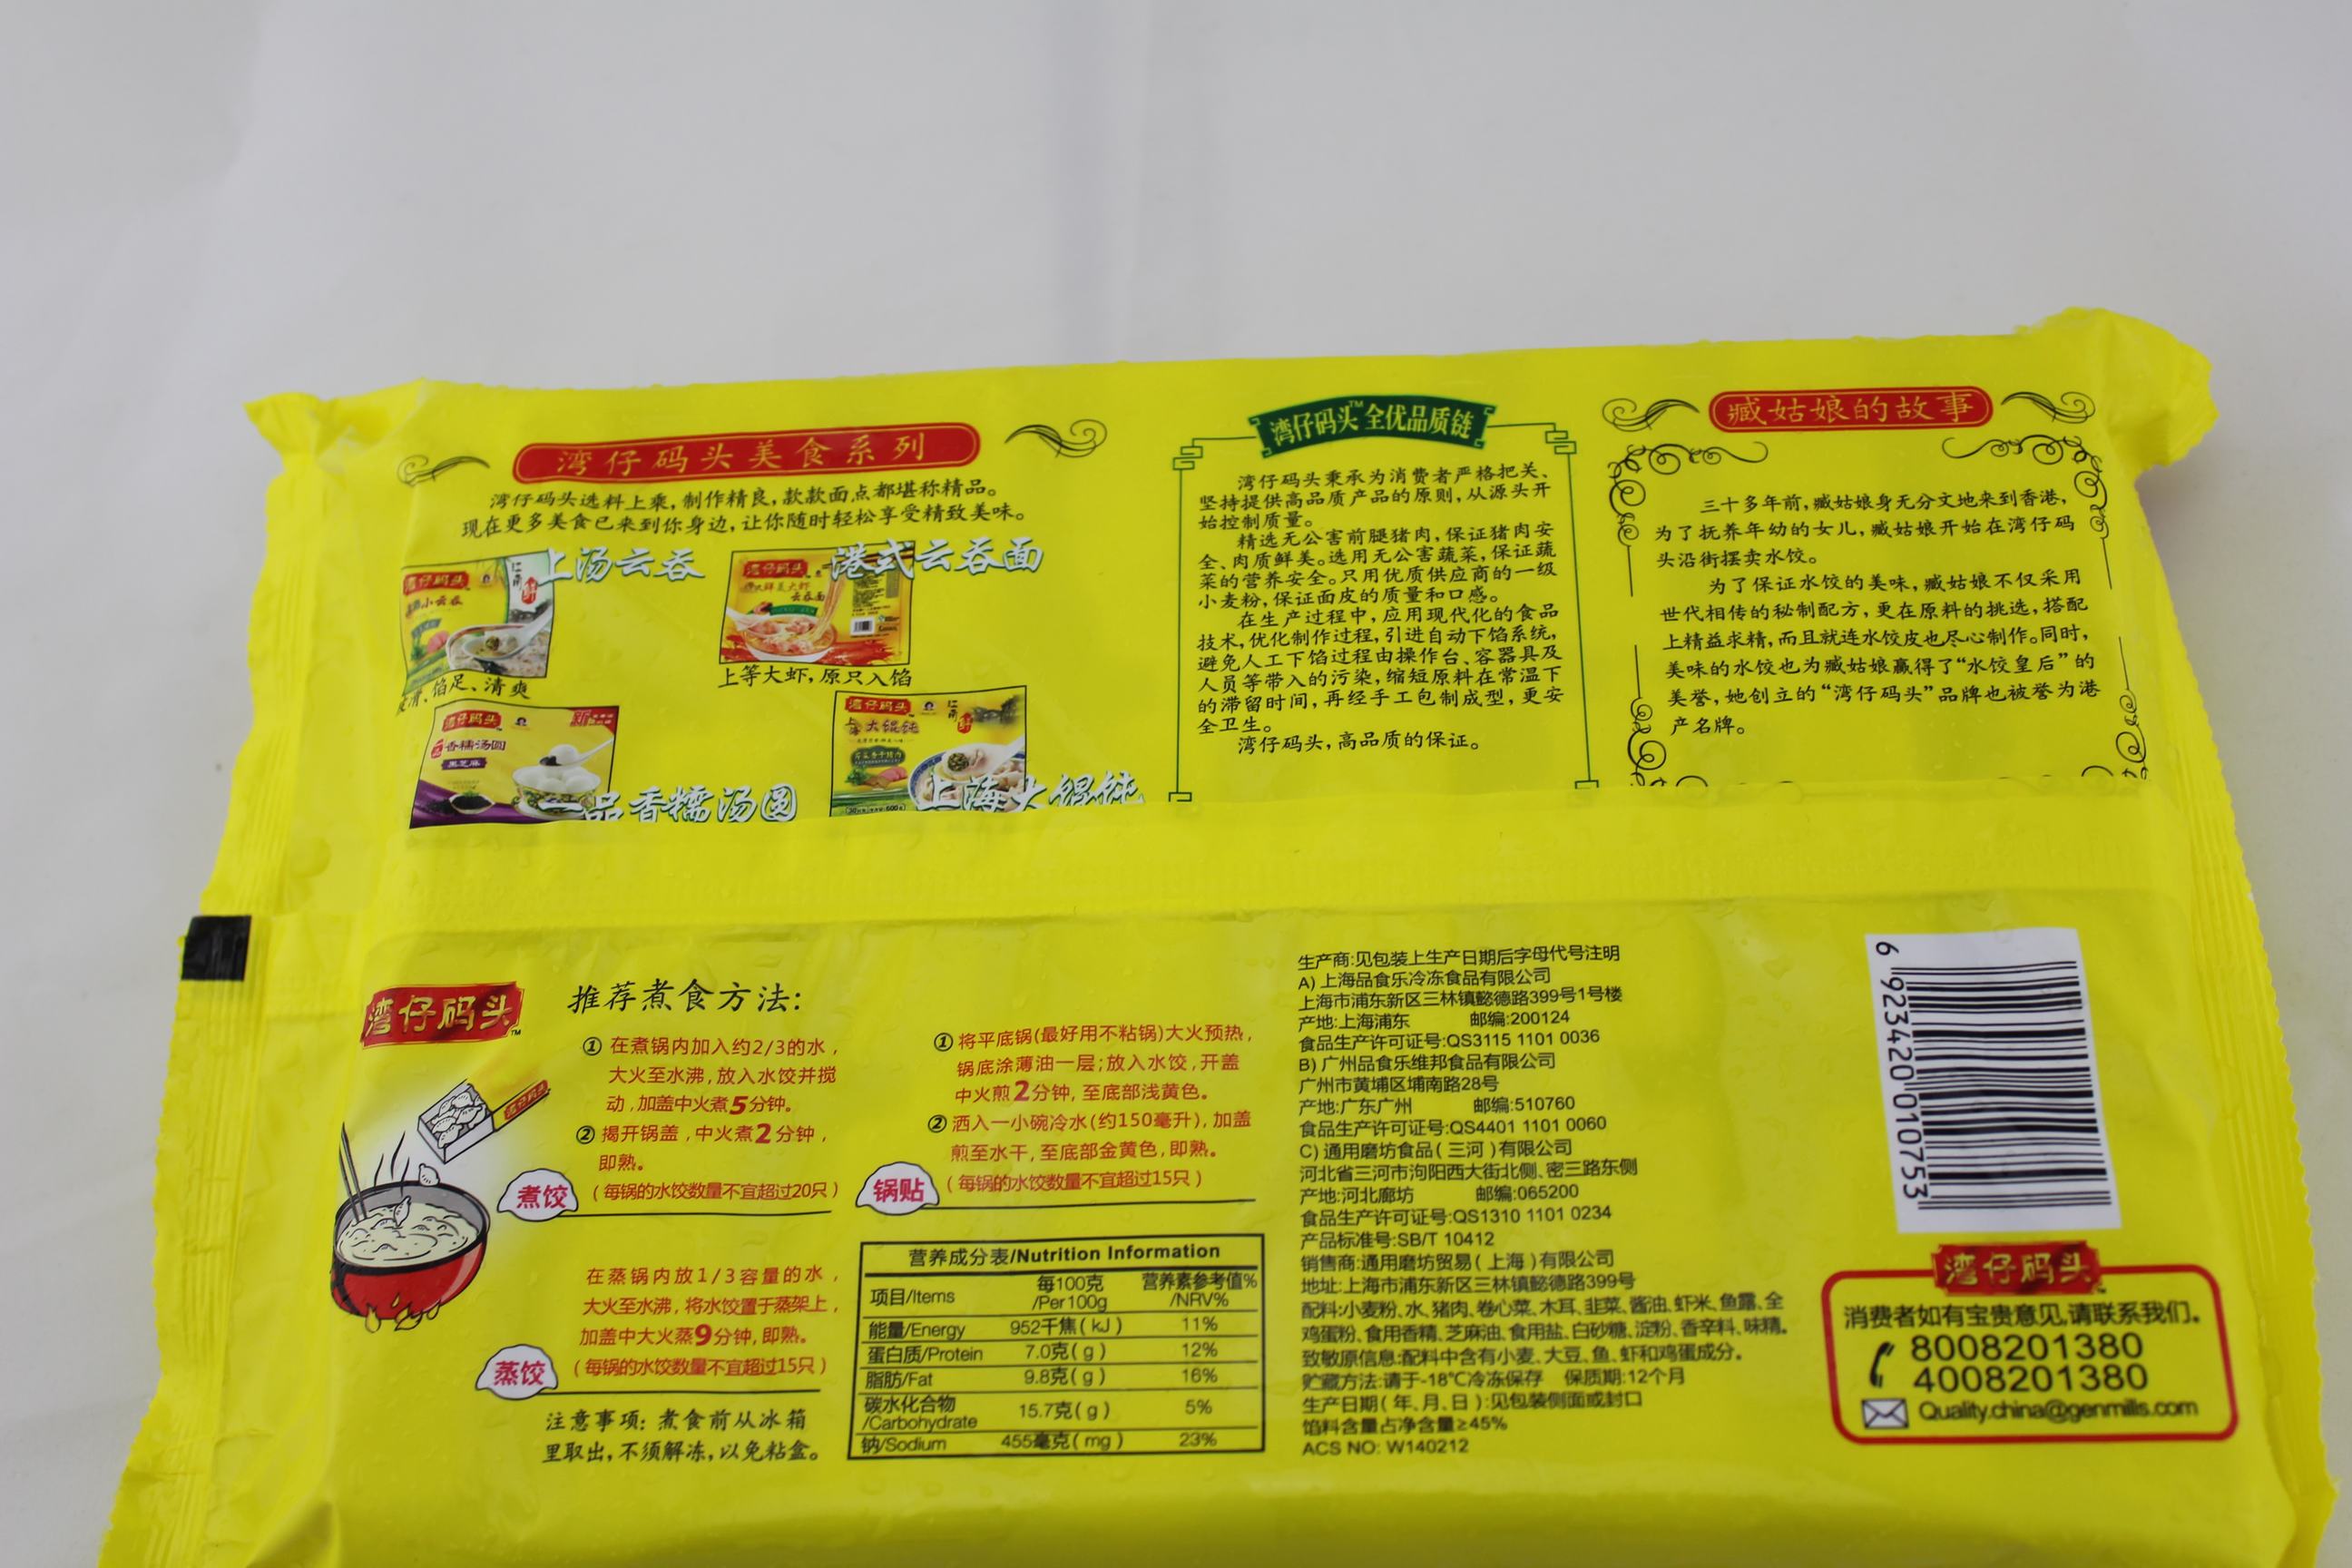 湾仔码头美食系列
湾仔码头选料上乘,制作精良,款款面点都堪称精品。
现在更多美食已来到你身边,让你随时轻松享受精致美味。
上汤云吞
湾仔码头
馅足、清爽
港式云吞面
湾仔码头
云吞面
上等大虾,原只入馅
湾仔码头
新
香糯汤圆
黑芝麻
一品香糯汤圆
湾仔码头
大馄饨
上海大馄饨
湾仔码头™全优品质链
湾仔码头秉承为消费者严格把关、
坚持提供高品质产品的原则,从源头开
始控制质量。
精选无公害前腿猪肉,保证猪肉安
全、肉质鲜美。选用无公害蔬菜,保证蔬
菜的营养安全。只用优质供应商的一级
小麦粉,保证面皮的质量和口感。
在生产过程中,应用现代化的食品
技术,优化制作过程,引进自动下馅系统,
避免人工下馅过程由操作台、容器具及
人员等带入的污染,缩短原料在常温下
的滞留时间,再经手工包制成型,更安
全卫生。
湾仔码头,高品质的保证。
臧姑娘的故事
三十多年前,臧姑娘身无分文地来到香港,
为了抚养年幼的女儿,臧姑娘开始在湾仔码
头沿街摆卖水饺。
为了保证水饺的美味,臧姑娘不仅采用
世代相传的秘制配方,更在原料的挑选,搭配
上精益求精,而且就连水饺皮也尽心制作。同时,
美味的水饺也为臧姑娘赢得了“水饺皇后”的
美誉,她创立的“湾仔码头”品牌也被誉为港
产名牌。
湾仔码头™
推荐煮食方法:
① 在煮锅内加入约2/3的水,
大火至水沸,放入水饺并搅
动,加盖中火煮5分钟。
② 揭开锅盖,中火煮2分钟,
即熟。
煮饺
(每锅的水饺数量不宜超过20只)
在蒸锅内放1/3容量的水,
大火至水沸,将水饺置于蒸架上,
加盖中大火蒸9分钟,即熟。
蒸饺
(每锅的水饺数量不宜超过15只)
注意事项:煮食前从冰箱
里取出,不须解冻,以免粘盒。
① 将平底锅(最好用不粘锅)大火预热,
锅底涂薄油一层;放入水饺,开盖
中火煎2分钟,至底部浅黄色。
② 洒入一小碗冷水(约150毫升),加盖
煎至水干,至底部金黄色,即熟。
锅贴
(每锅的水饺数量不宜超过15只)
营养成分表/Nutrition Information
项目/Items 每100克/Per100g 营养素参考值%/NRV%
能量/Energy 952千焦(kJ) 11%
蛋白质/Protein 7.0克(g) 12%
脂肪/Fat 9.8克(g) 16%
碳水化合物/Carbohydrate 15.7克(g) 5%
钠/Sodium 455毫克(mg) 23%
生产商:见包装上生产日期后字母代号注明
A) 上海品食乐冷冻食品有限公司
上海市浦东新区三林镇懿德路399号1号楼
产地:上海浦东 邮编:200124
食品生产许可证号:QS3115 1101 0036
B) 广州品食乐维邦食品有限公司
广州市黄埔区埔南路28号
产地:广东广州 邮编:510760
食品生产许可证号:QS4401 1101 0060
C) 通用磨坊食品(三河)有限公司
河北省三河市泃阳西大街北侧、密三路东侧
产地:河北廊坊 邮编:065200
食品生产许可证号:QS1310 1101 0234
产品标准号:SB/T 10412
销售商:通用磨坊贸易(上海)有限公司
地址:上海市浦东新区三林镇懿德路399号
配料:小麦粉、水、猪肉、卷心菜、木耳、韭菜、酱油、虾米、鱼露、全
鸡蛋粉、食用香精、芝麻油、食用盐、白砂糖、淀粉、香辛料、味精。
致敏原信息:配料中含有小麦、大豆、鱼、虾和鸡蛋成分。
贮藏方法:请于-18℃冷冻保存 保质期:12个月
生产日期(年、月、日):见包装侧面或封口
馅料含量占净含量≥45%
ACS NO: W140212
6 923420 010753
湾仔码头
消费者如有宝贵意见,请联系我们。
8008201380
4008201380
Quality.china@genmills.com